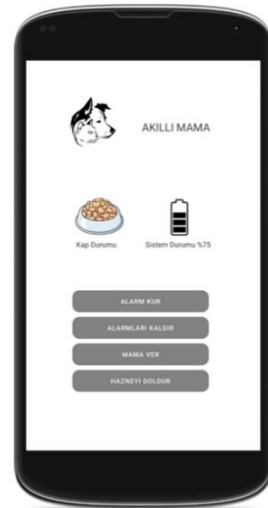 AKILLI MAMA
Kap Durumu
Sistem Durumu %75
ALARM KUR
ALARMLARI KALDIR
MAMA VER
HAZNEYİ DOLDUR